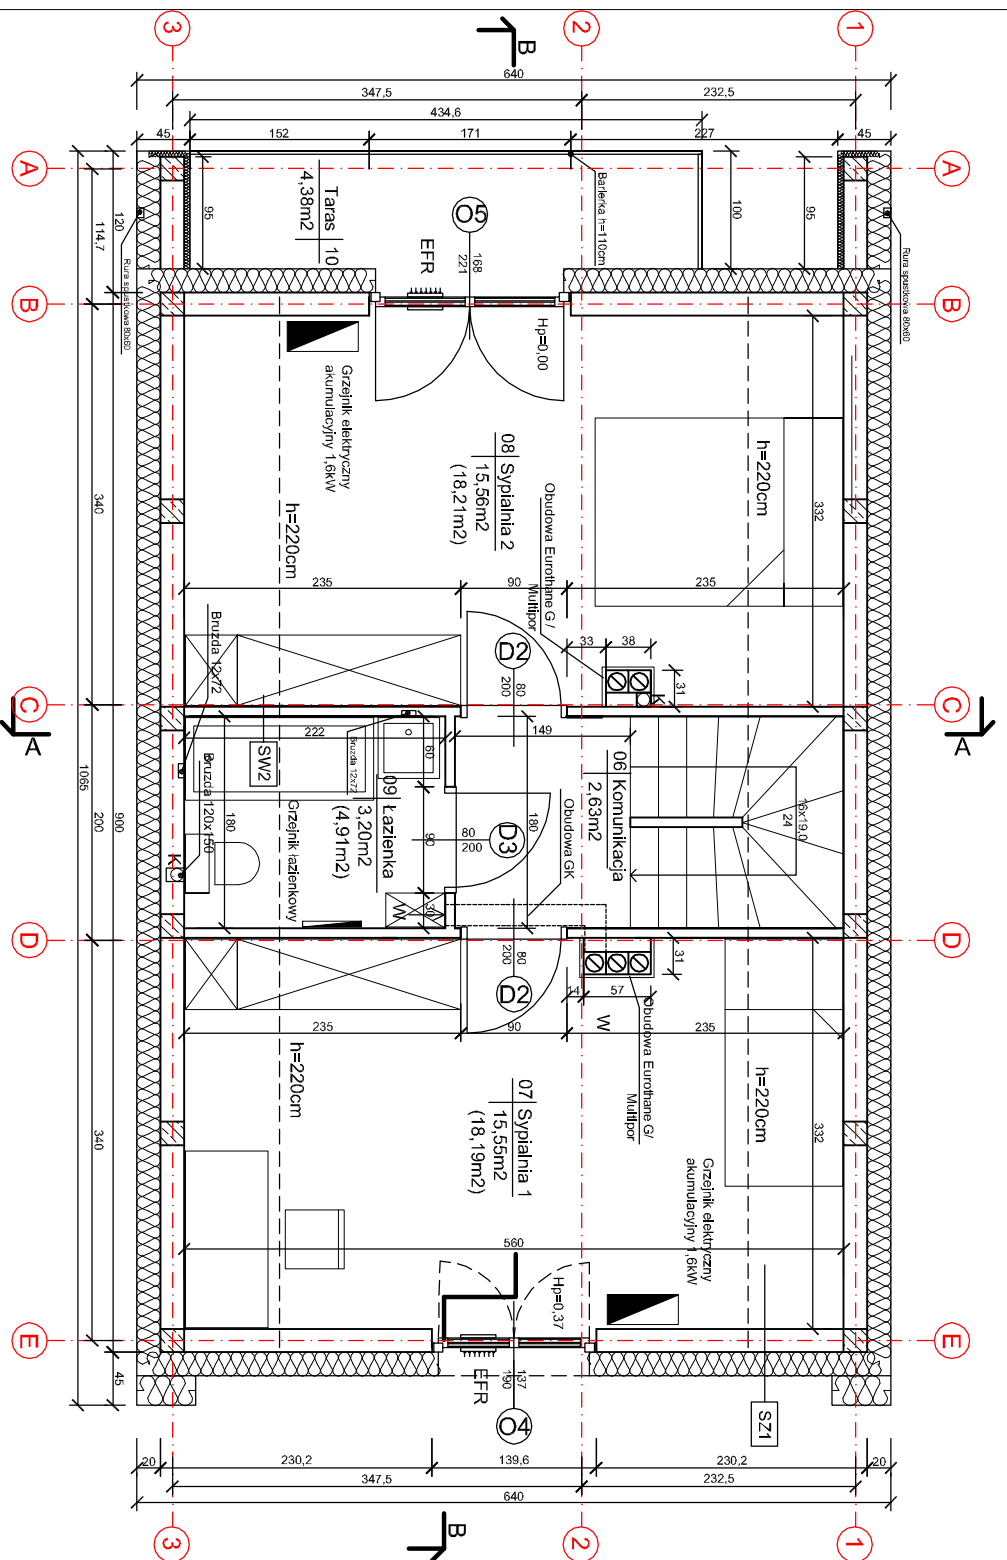 3
2
1
B
640
347,5
232,5
434,6
45
152
171
227
45
A
A
Taras
10
4,38m2
95
120
114,7
Rura spustkowa 80x60
O5
168
221
EFR
Barierka h=110cm
100
95
Rura spustkowa 80x60
B
B
Hp=0,00
Grzejnik elektryczny
akumulacyjny 1,6kW
08
Sypialnia 2
15,56m2
(18,21m2)
h=220cm
h=220cm
332
340
Obudowa Eurothane G /
Multipor
235
90
235
Bruzda 12x72
D2
80
200
33
38
31
K
C
C
A
A
222
149
SW2
60
Bruzda 12x72
Bruzda 120x150
180
Grzejnik łazienkowy
09
Łazienka
3,20m2
(4,91m2)
90
80
200
D3
180
Obudowa GK
06
Komunikacja
2,63m2
16x19,0
24
1065
200
900
K
W
30
D
D
80
200
D2
14
57
31
W
Obudowa Eurothane G/
Multipor
235
90
235
h=220cm
h=220cm
07
Sypialnia 1
15,55m2
(18,19m2)
332
340
Grzejnik elektryczny
akumulacyjny 1,6kW
560
Hp=0,37
E
E
EFR
137
190
O4
SZ1
45
20
230,2
139,6
230,2
20
347,5
232,5
640
B
3
2
1